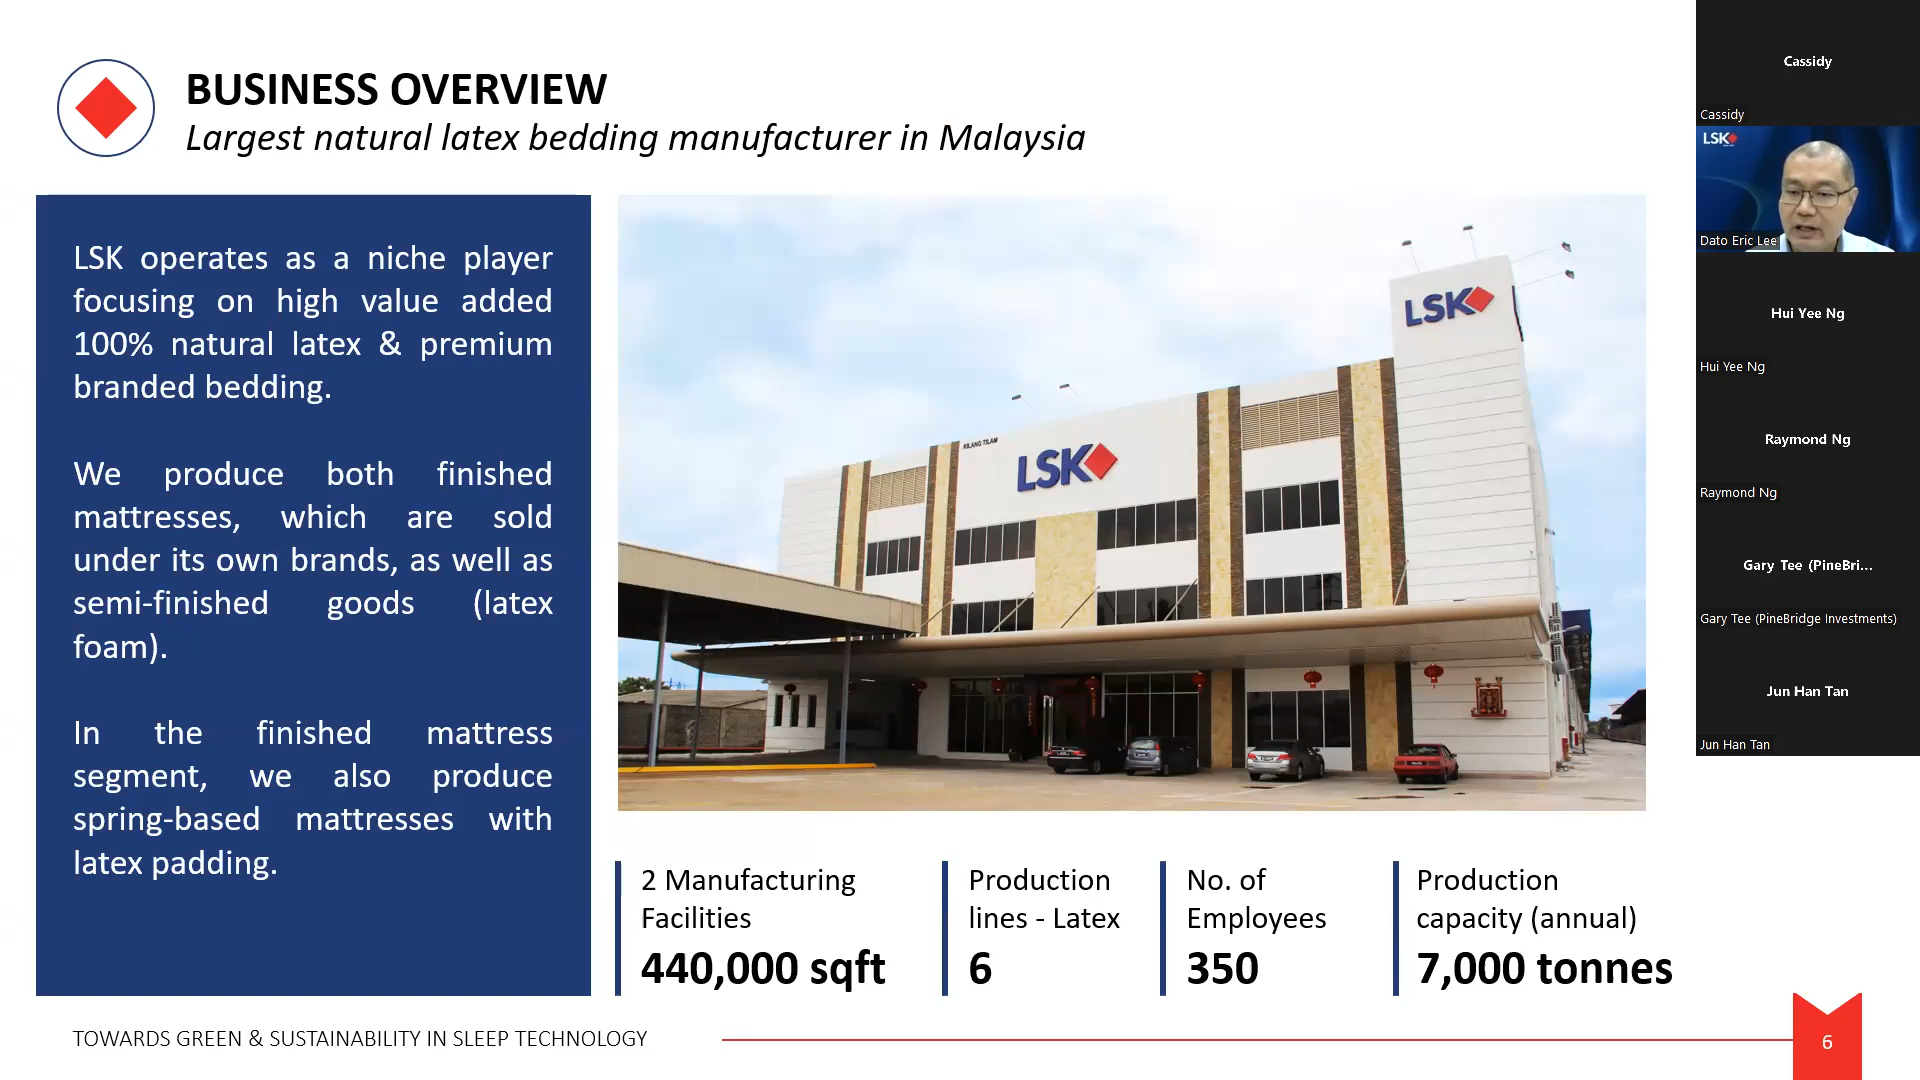 BUSINESS OVERVIEW
Largest natural latex bedding manufacturer in Malaysia
LSK operates as a niche player
focusing on high value added
100% natural latex & premium
branded bedding.
We produce both finished
mattresses, which are sold
under its own brands, as well as
semi-finished goods (latex
foam).
In the finished mattress
segment, we also produce
spring-based mattresses with
latex padding.
LSK
KILANG TILAM
LSK
2 Manufacturing
Facilities
440,000 sqft
Production
lines - Latex
6
No. of
Employees
350
Production
capacity (annual)
7,000 tonnes
TOWARDS GREEN & SUSTAINABILITY IN SLEEP TECHNOLOGY
6
Cassidy
Cassidy
LSK
Dato Eric Lee
Hui Yee Ng
Hui Yee Ng
Raymond Ng
Raymond Ng
Gary Tee (PineBri...
Gary Tee (PineBridge Investments)
Jun Han Tan
Jun Han Tan